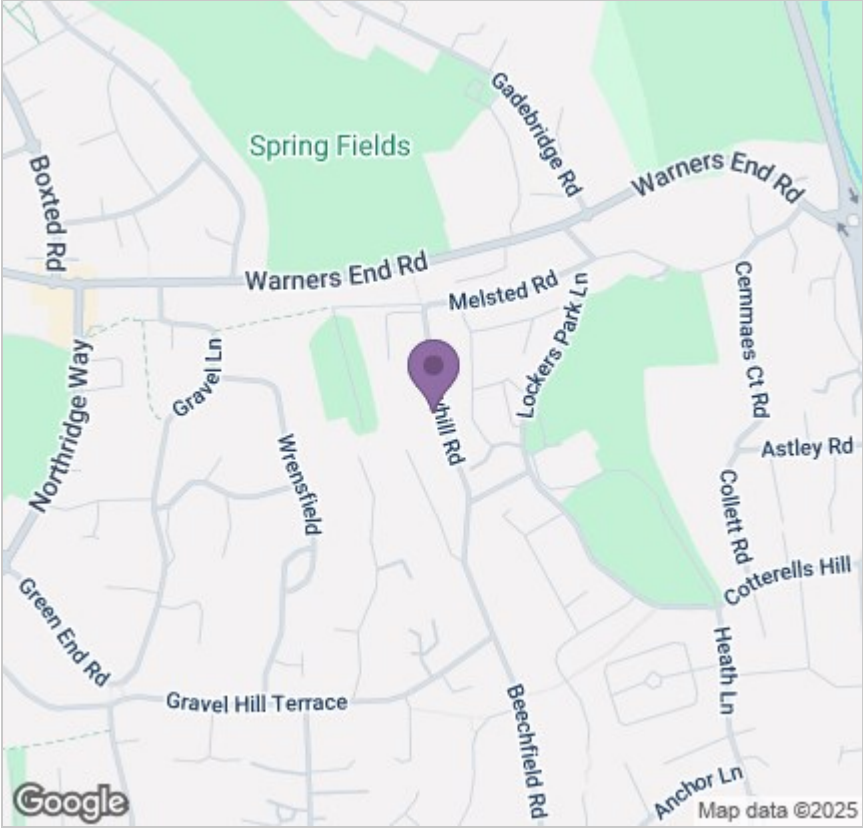 Gadebridge Rd
Spring Fields
Warners End Rd
Boxted Rd
Warners End Rd
Melsted Rd
Cemmaes Ct Rd
Lockers Park Ln
Gravel Ln
Northridge Way
hill Rd
Wrensfield
Astley Rd
Collett Rd
Cotterells Hill
Green End Rd
Heath Ln
Gravel Hill Terrace
Beechfield Rd
Anchor Ln
Google
Map data ©2025